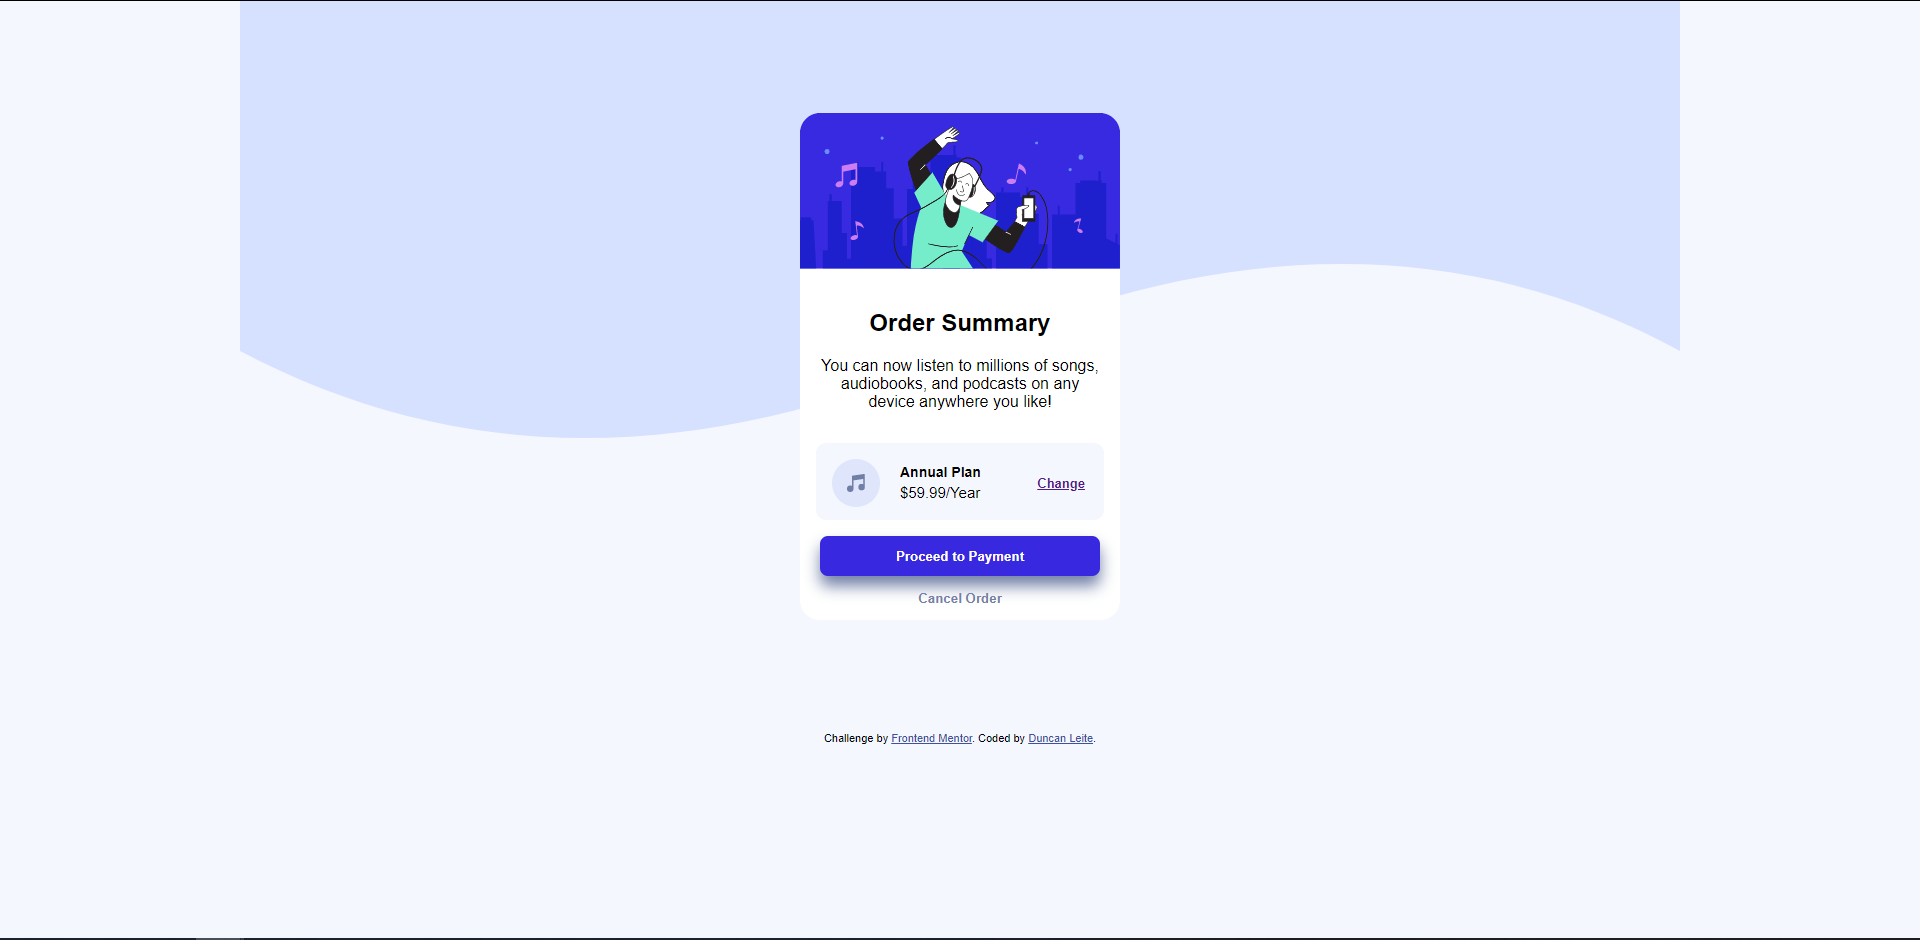 Order Summary
You can now listen to millions of songs,
audiobooks, and podcasts on any
device anywhere you like!
Annual Plan
$59.99/Year
Change
Proceed to Payment
Cancel Order
Challenge by Frontend Mentor. Coded by Duncan Leite.